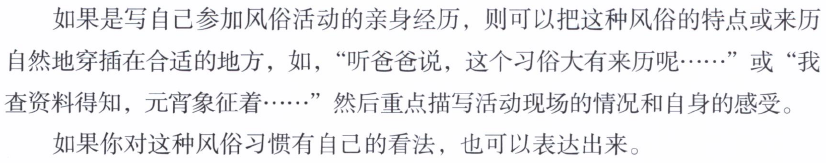 如果是写自己参加风俗活动的亲身经历，则可以把这种风俗的特点或来历
自然地穿插在合适的地方，如，“听爸爸说，这个习俗大有来历呢……”或“我
查资料得知，元宵象征着……”然后重点描写活动现场的情况和自身的感受。
如果你对这种风俗习惯有自己的看法，也可以表达出来。